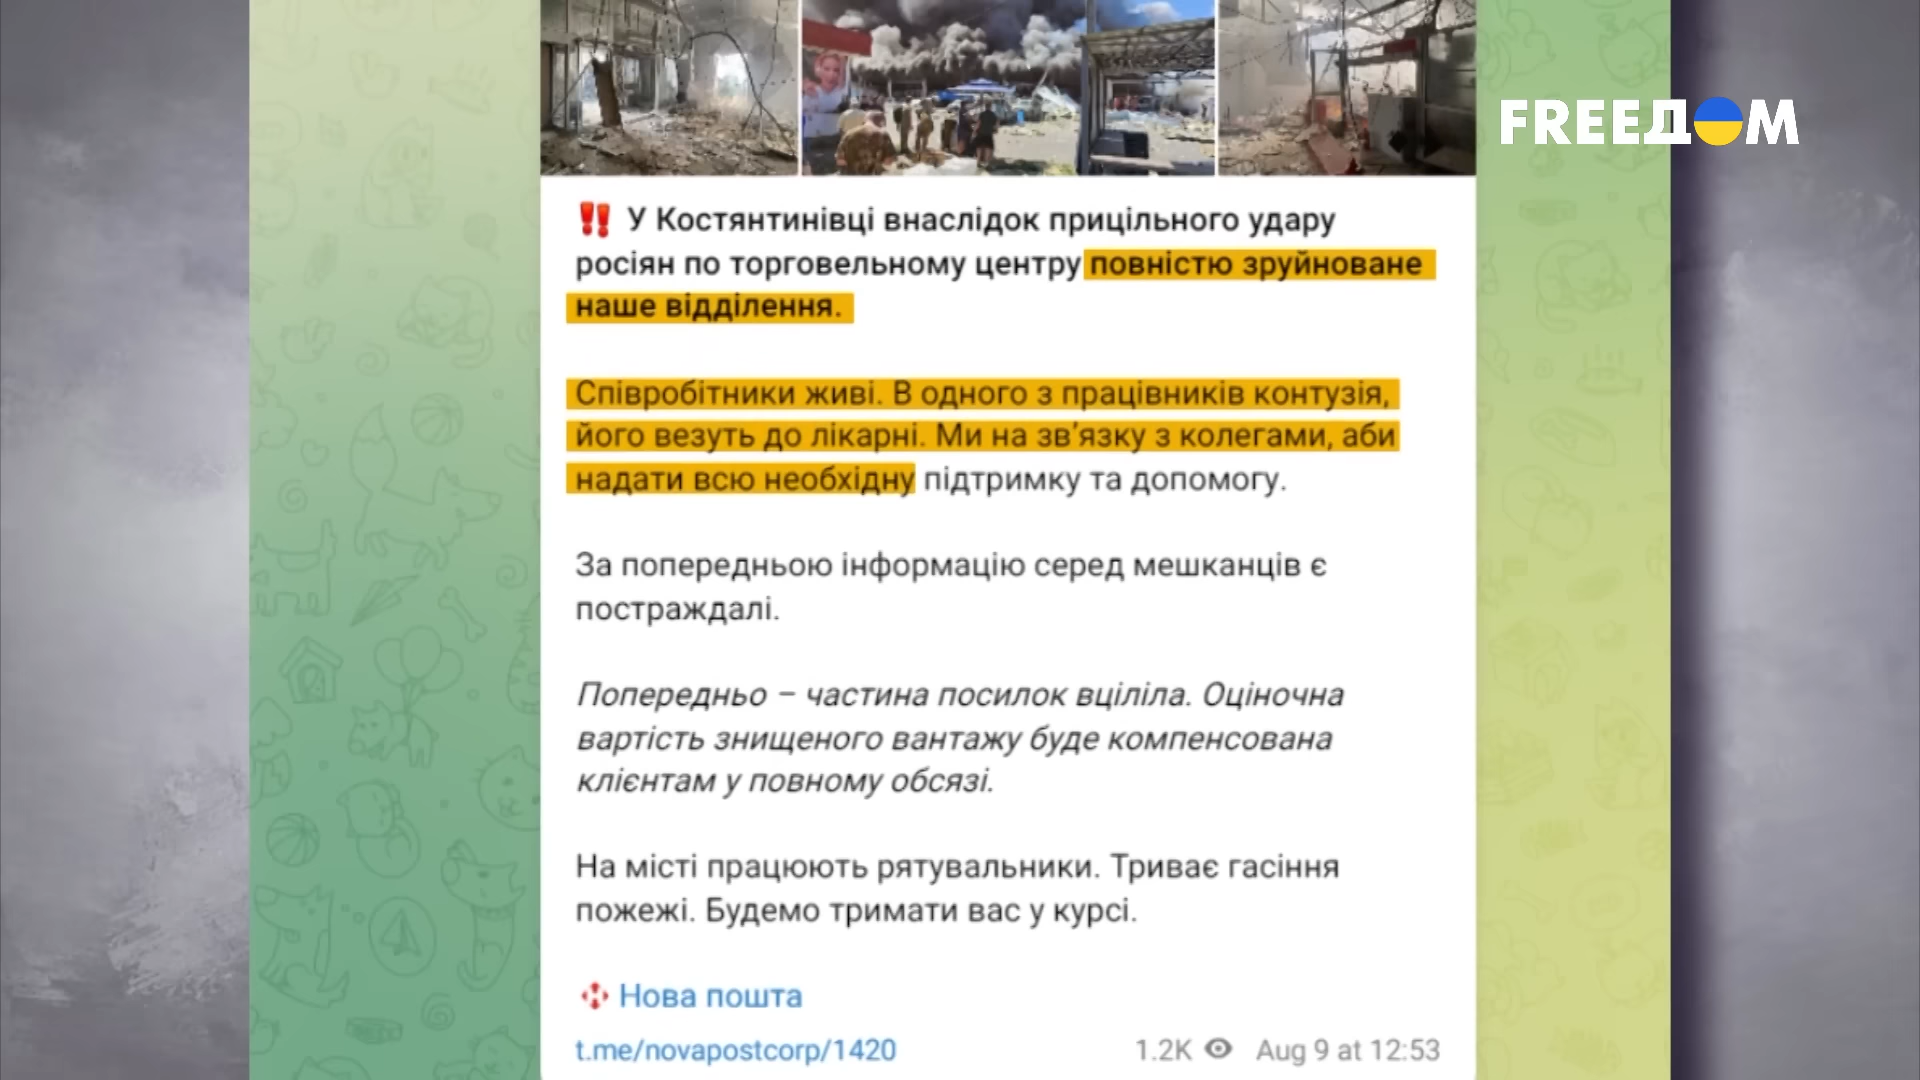 FREEДOM
‼ У Костянтинівці внаслідок прицільного удару
росіян по торговельному центру повністю зруйноване
наше відділення.
Співробітники живі. В одного з працівників контузія,
його везуть до лікарні. Ми на зв'язку з колегами, аби
надати всю необхідну підтримку та допомогу.
За попередньою інформацію серед мешканців є
постраждалі.
Попередньо – частина посилок вціліла. Оціночна
вартість знищеного вантажу буде компенсована
клієнтам у повному обсязі.
На місті працюють рятувальники. Триває гасіння
пожежі. Будемо тримати вас у курсі.
Нова пошта
t.me/novapostcorp/1420 1.2K Aug 9 at 12:53